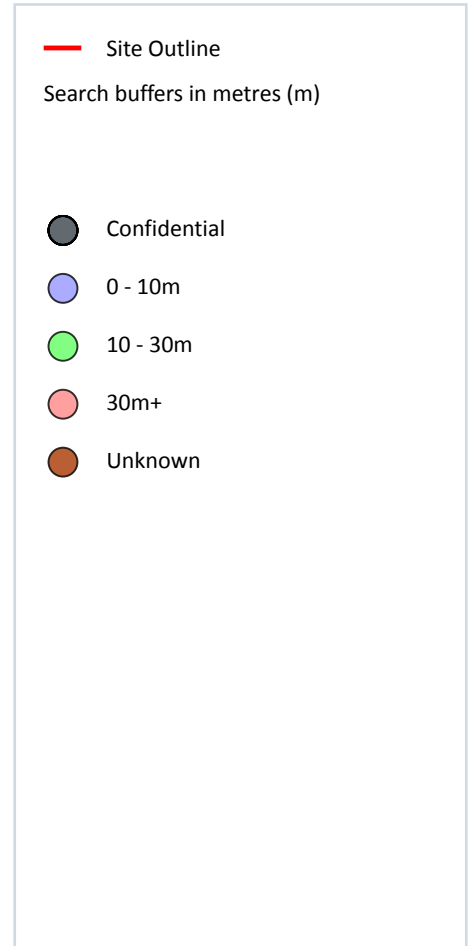 Site Outline
Search buffers in metres (m)
Confidential
0 - 10m
10 - 30m
30m+
Unknown